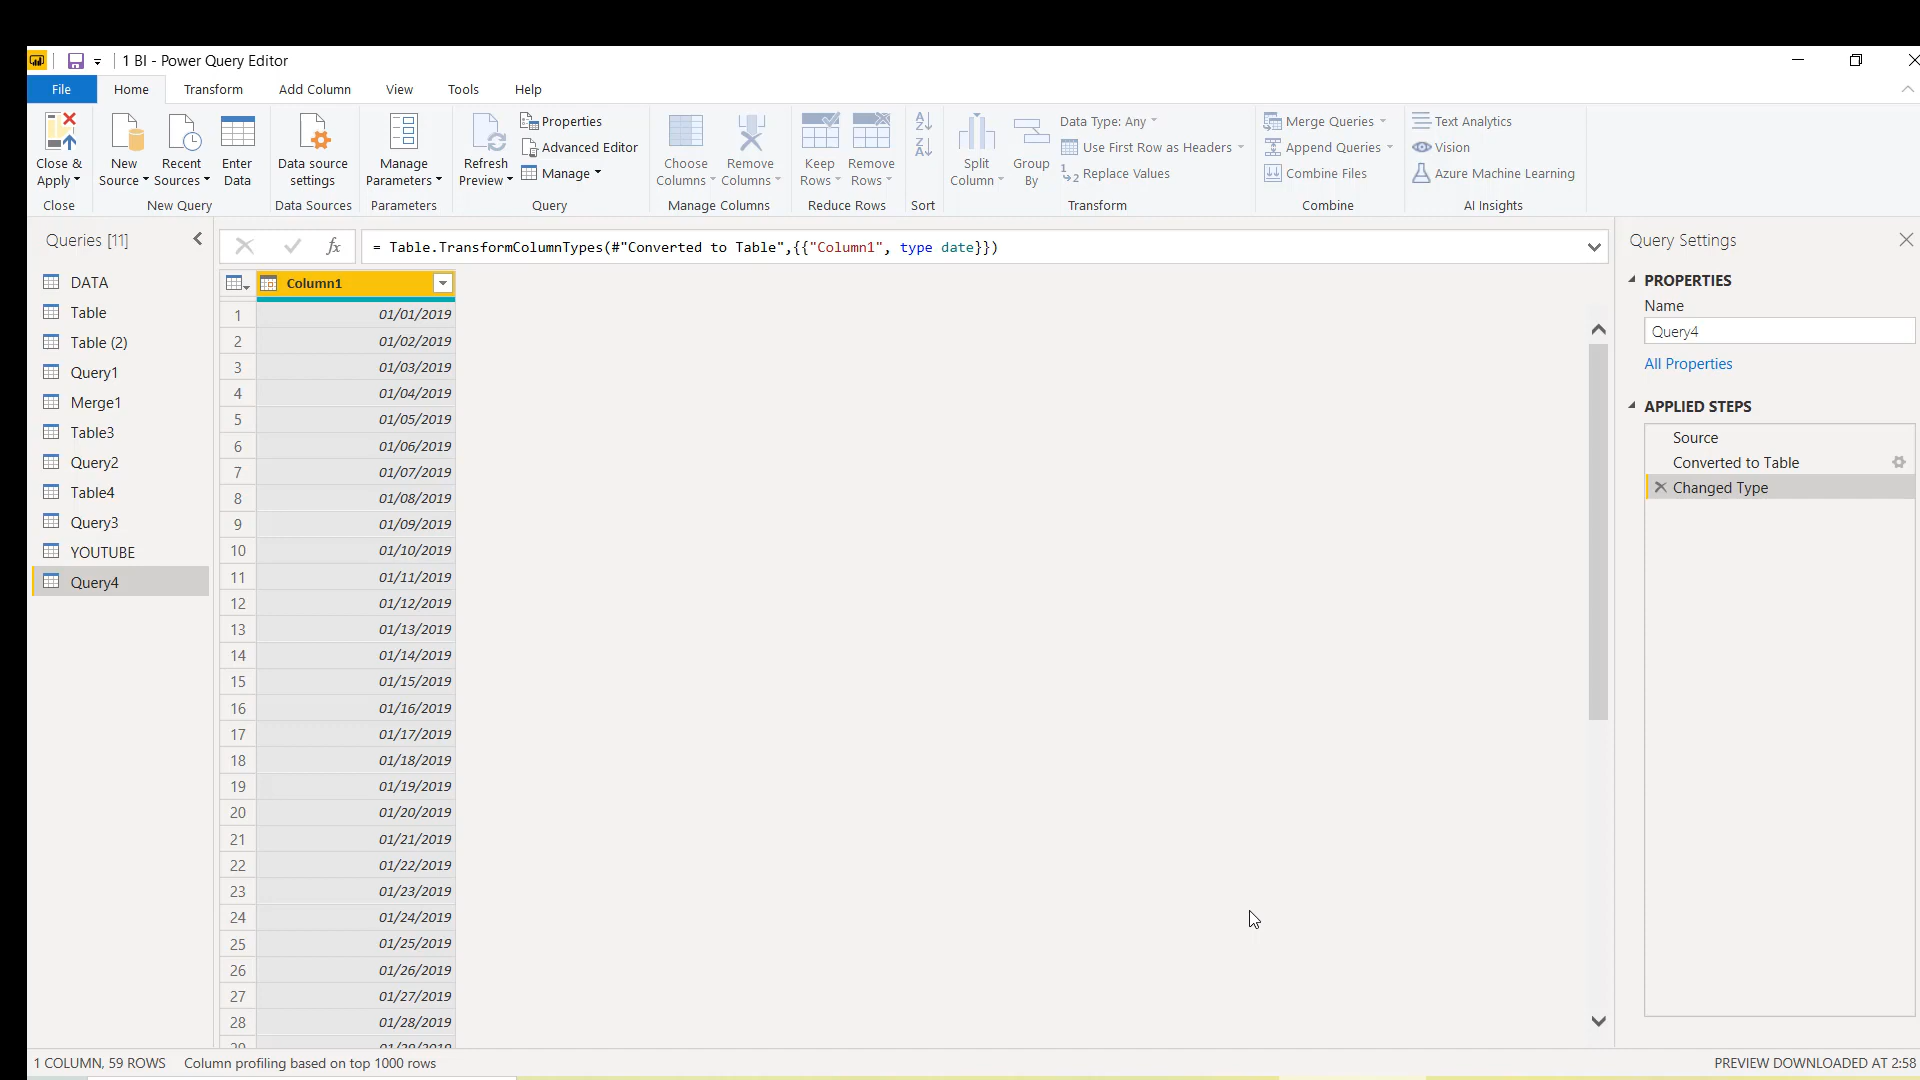 1 BI - Power Query Editor
File Home Transform Add Column View Tools Help
Close & Apply
Close
New Source
Recent Sources
Enter Data
New Query
Data source settings
Data Sources
Manage Parameters
Parameters
Refresh Preview
Properties
Advanced Editor
Manage
Query
Choose Columns
Remove Columns
Manage Columns
Keep Rows
Remove Rows
Reduce Rows
Sort
Split Column
Group By
Data Type: Any
Use First Row as Headers
Replace Values
Transform
Merge Queries
Append Queries
Combine Files
Combine
Text Analytics
Vision
Azure Machine Learning
AI Insights
Queries [11]
DATA
Table
Table (2)
Query1
Merge1
Table3
Query2
Table4
Query3
YOUTUBE
Query4
fx
= Table.TransformColumnTypes(#"Converted to Table",{{"Column1", type date}})
Column1
1 01/01/2019
2 01/02/2019
3 01/03/2019
4 01/04/2019
5 01/05/2019
6 01/06/2019
7 01/07/2019
8 01/08/2019
9 01/09/2019
10 01/10/2019
11 01/11/2019
12 01/12/2019
13 01/13/2019
14 01/14/2019
15 01/15/2019
16 01/16/2019
17 01/17/2019
18 01/18/2019
19 01/19/2019
20 01/20/2019
21 01/21/2019
22 01/22/2019
23 01/23/2019
24 01/24/2019
25 01/25/2019
26 01/26/2019
27 01/27/2019
28 01/28/2019
29 01/29/2019
Query Settings
PROPERTIES
Name
Query4
All Properties
APPLIED STEPS
Source
Converted to Table
Changed Type
1 COLUMN, 59 ROWS Column profiling based on top 1000 rows
PREVIEW DOWNLOADED AT 2:58